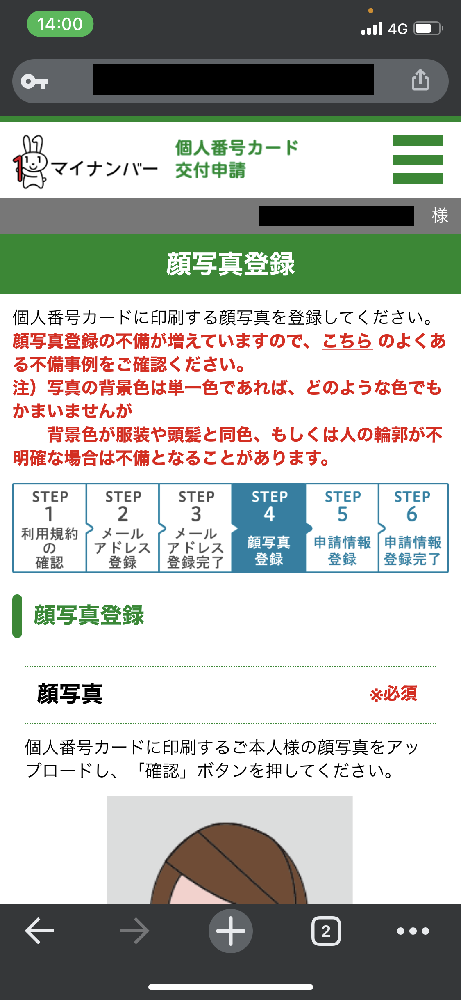 14:00
4G
マイナンバー
個人番号カード
交付申請
様
顔写真登録
個人番号カードに印刷する顔写真を登録してください。
顔写真登録の不備が増えていますので、こちら のよくあ
る不備事例をご確認ください。
注）写真の背景色は単一色であれば、どのような色でも
かまいませんが
背景色が服装や頭髪と同色、もしくは人の輪郭が不
明確な場合は不備となることがあります。
STEP
1
利用規約
の
確認
STEP
2
メール
アドレス
登録
STEP
3
メール
アドレス
登録完了
STEP
4
顔写真
登録
STEP
5
申請情報
登録
STEP
6
申請情報
登録完了
顔写真登録
顔写真
※必須
個人番号カードに印刷するご本人様の顔写真をアッ
プロードし、「確認」ボタンを押してください。
2